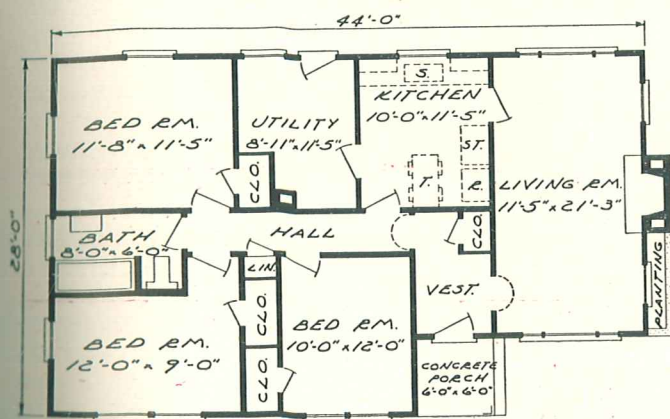 44'-0"
28'-0"
BED RM.
11'-8" x 11'-5"
UTILITY
8'-11" x 11'-5"
S.
KITCHEN
10'-0" x 11'-5"
ST.
T.
R.
CLO.
LIVING RM.
11'-5" x 21'-3"
BATH
8'-0" x 6'-0"
HALL
CLO.
LIN.
VEST.
PLANTING
BED RM.
12'-0" x 9'-0"
CLO.
CLO.
BED RM.
10'-0" x 12'-0"
CONCRETE
PORCH
6'-0" x 6'-0"